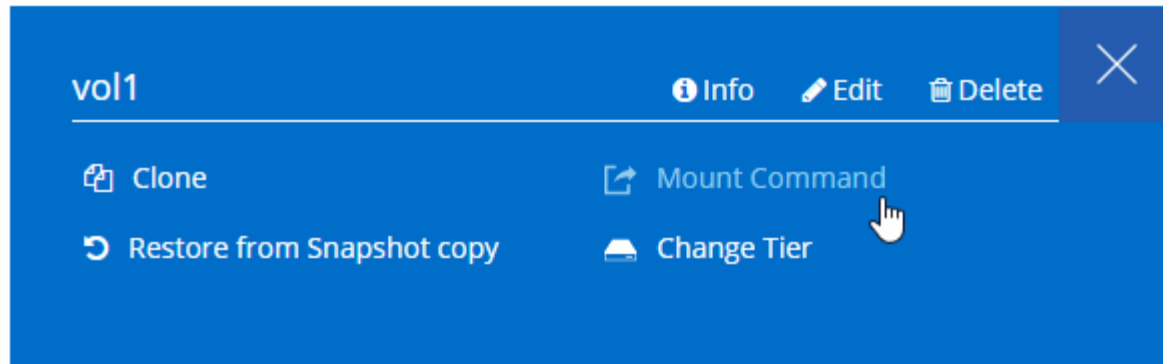 vol1 Info Edit Delete
Clone Mount Command
Restore from Snapshot copy Change Tier